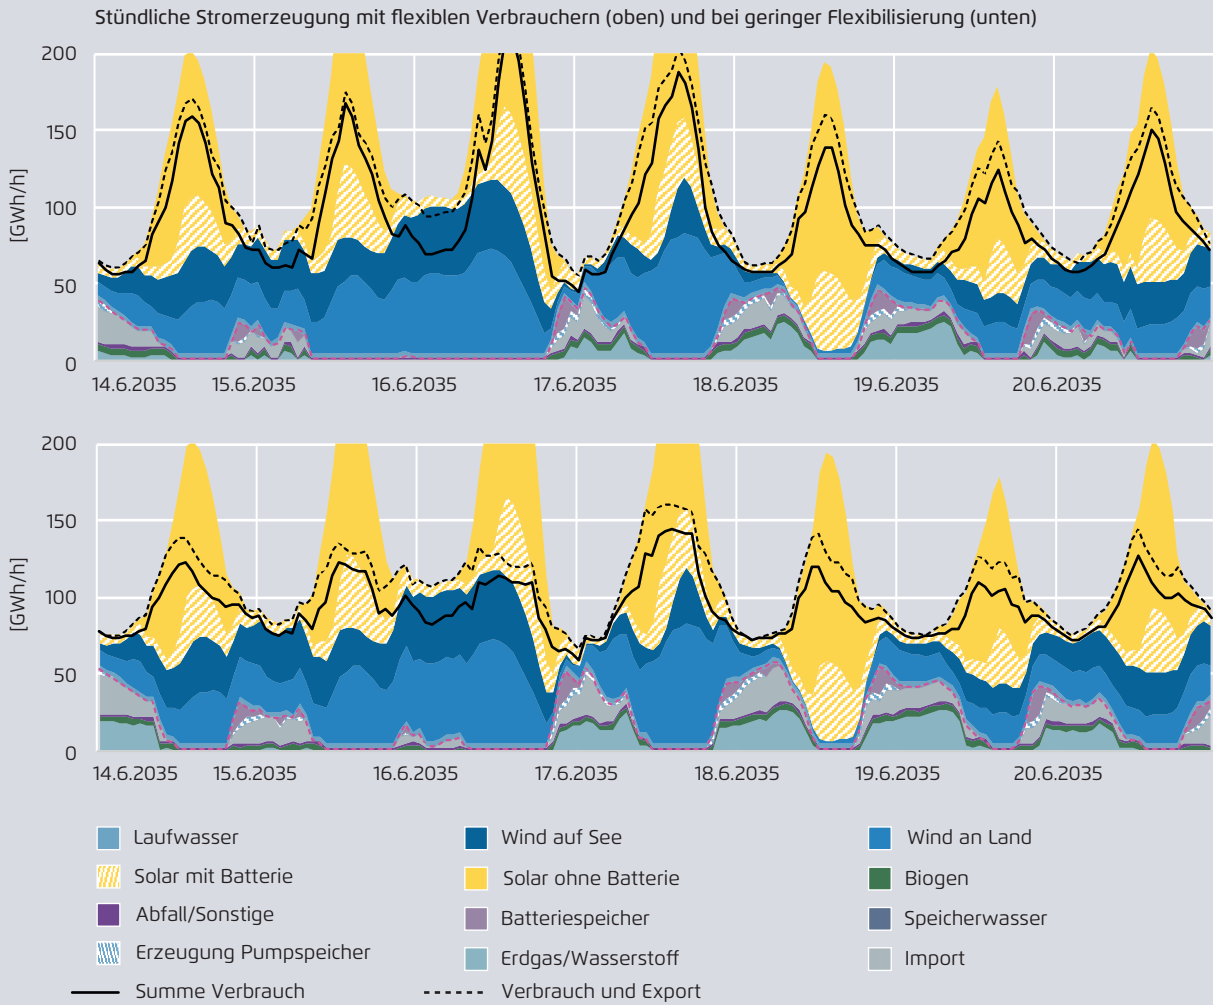 Stündliche Stromerzeugung mit flexiblen Verbrauchern (oben) und bei geringer Flexibilisierung (unten)
200
150
[GWh/h]
100
50
0
14.6.2035 15.6.2035 16.6.2035 17.6.2035 18.6.2035 19.6.2035 20.6.2035
200
150
[GWh/h]
100
50
0
14.6.2035 15.6.2035 16.6.2035 17.6.2035 18.6.2035 19.6.2035 20.6.2035
Laufwasser Wind auf See Wind an Land
Solar mit Batterie Solar ohne Batterie Biogen
Abfall/Sonstige Batteriespeicher Speicherwasser
Erzeugung Pumpspeicher Erdgas/Wasserstoff Import
Summe Verbrauch Verbrauch und Export